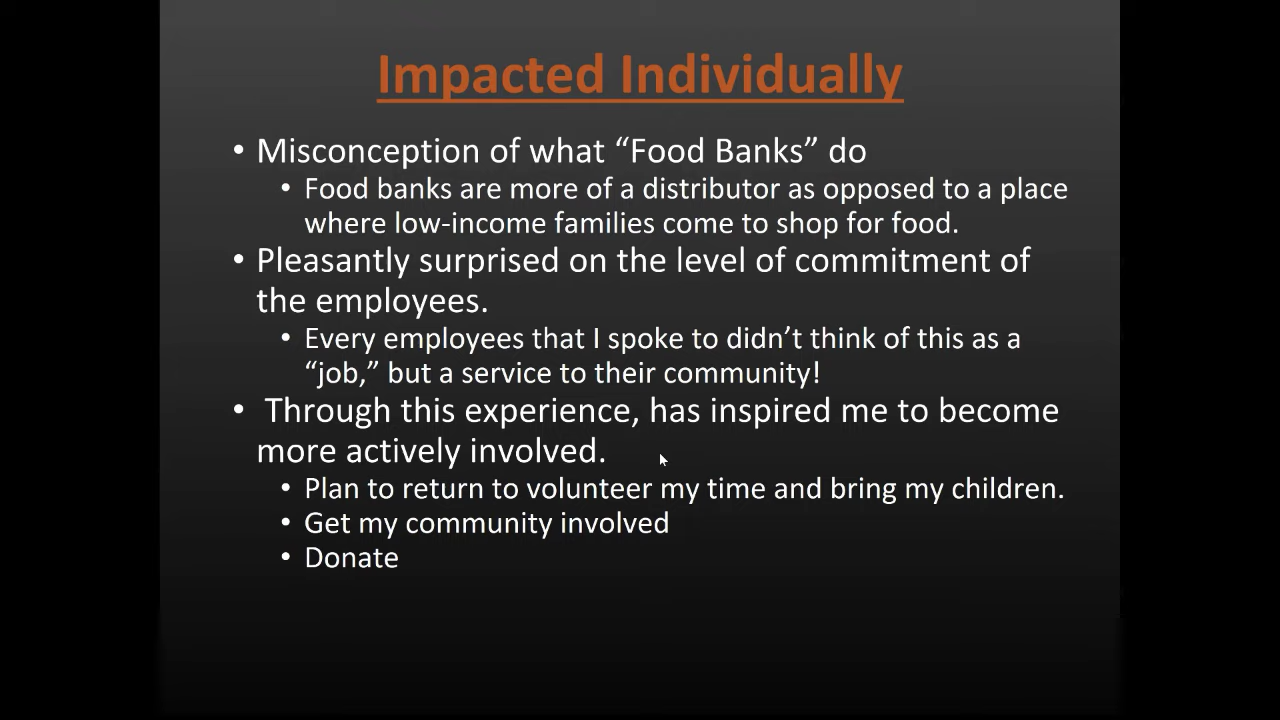 Impacted Individually
• Misconception of what “Food Banks” do
• Food banks are more of a distributor as opposed to a place
where low-income families come to shop for food.
• Pleasantly surprised on the level of commitment of
the employees.
• Every employees that I spoke to didn’t think of this as a
“job,” but a service to their community!
• Through this experience, has inspired me to become
more actively involved.
• Plan to return to volunteer my time and bring my children.
• Get my community involved
• Donate